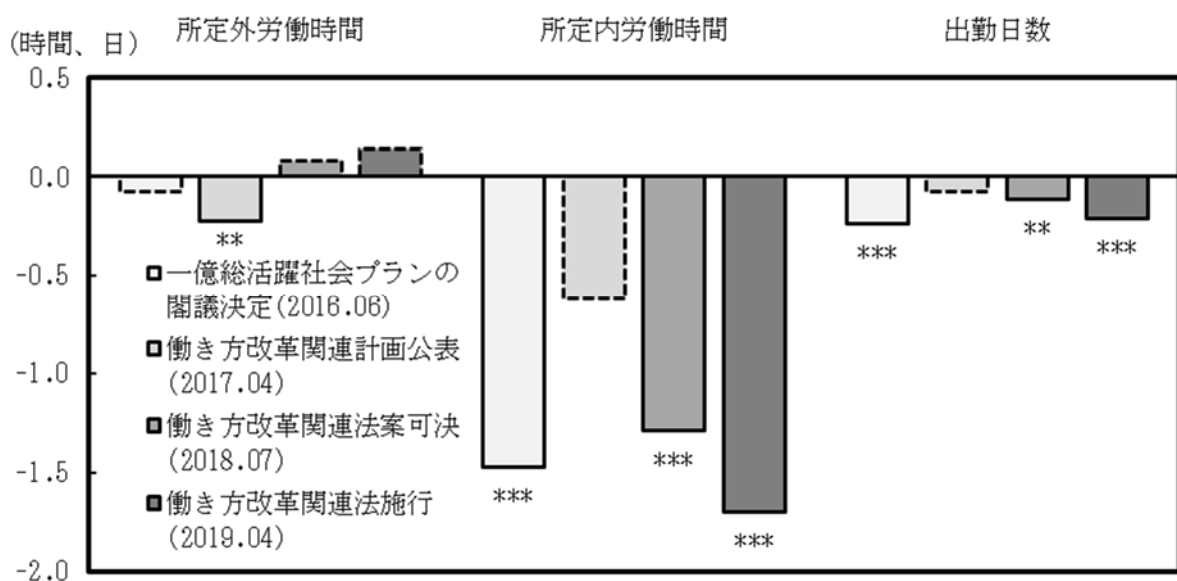 所定外労働時間
所定内労働時間
出勤日数
(時間、日)
0.5
0.0
-0.5
-1.0
-1.5
-2.0
**
***
***
***
***
**
***
一億総活躍社会プランの
閣議決定(2016.06)
働き方改革関連計画公表
(2017.04)
働き方改革関連法案可決
(2018.07)
働き方改革関連法施行
(2019.04)